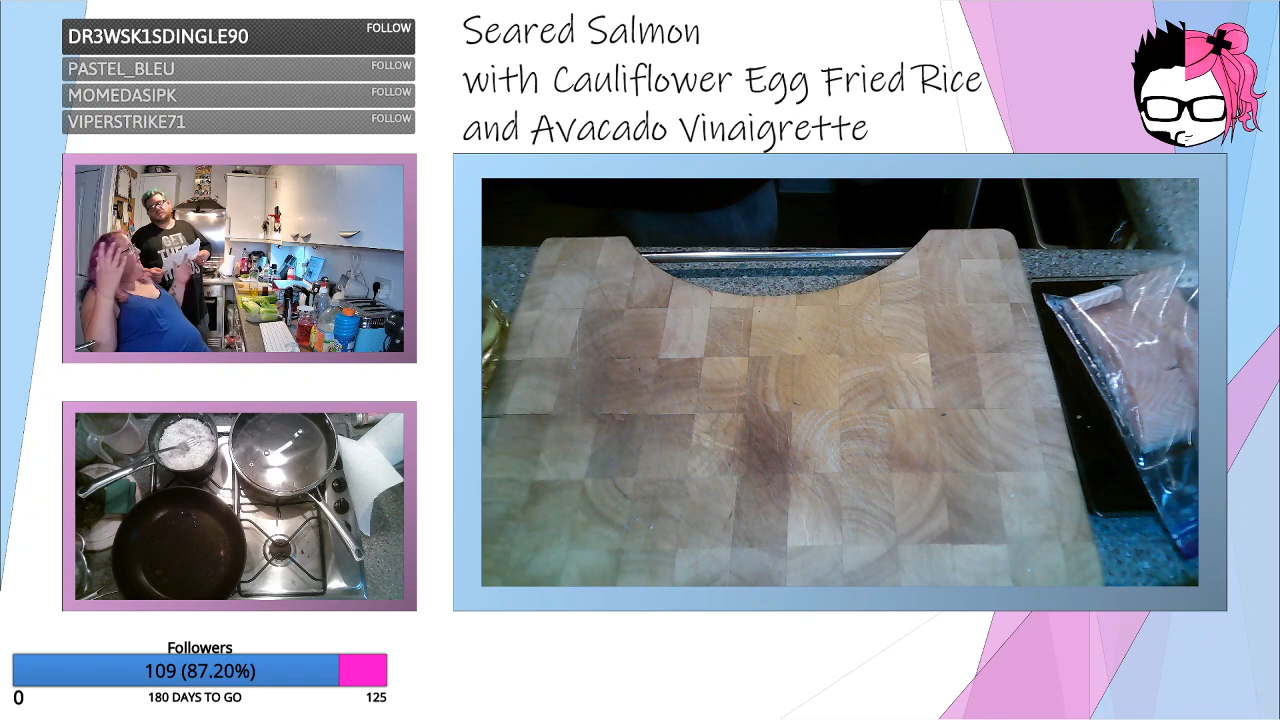 DR3WSK1SDINGLE90 FOLLOW
PASTEL_BLEU FOLLOW
MOMEDASIPK FOLLOW
VIPERSTRIKE71 FOLLOW
Seared Salmon
with Cauliflower Egg Fried Rice
and Avacado Vinaigrette
GET
Followers
109 (87.20%)
0 180 DAYS TO GO 125